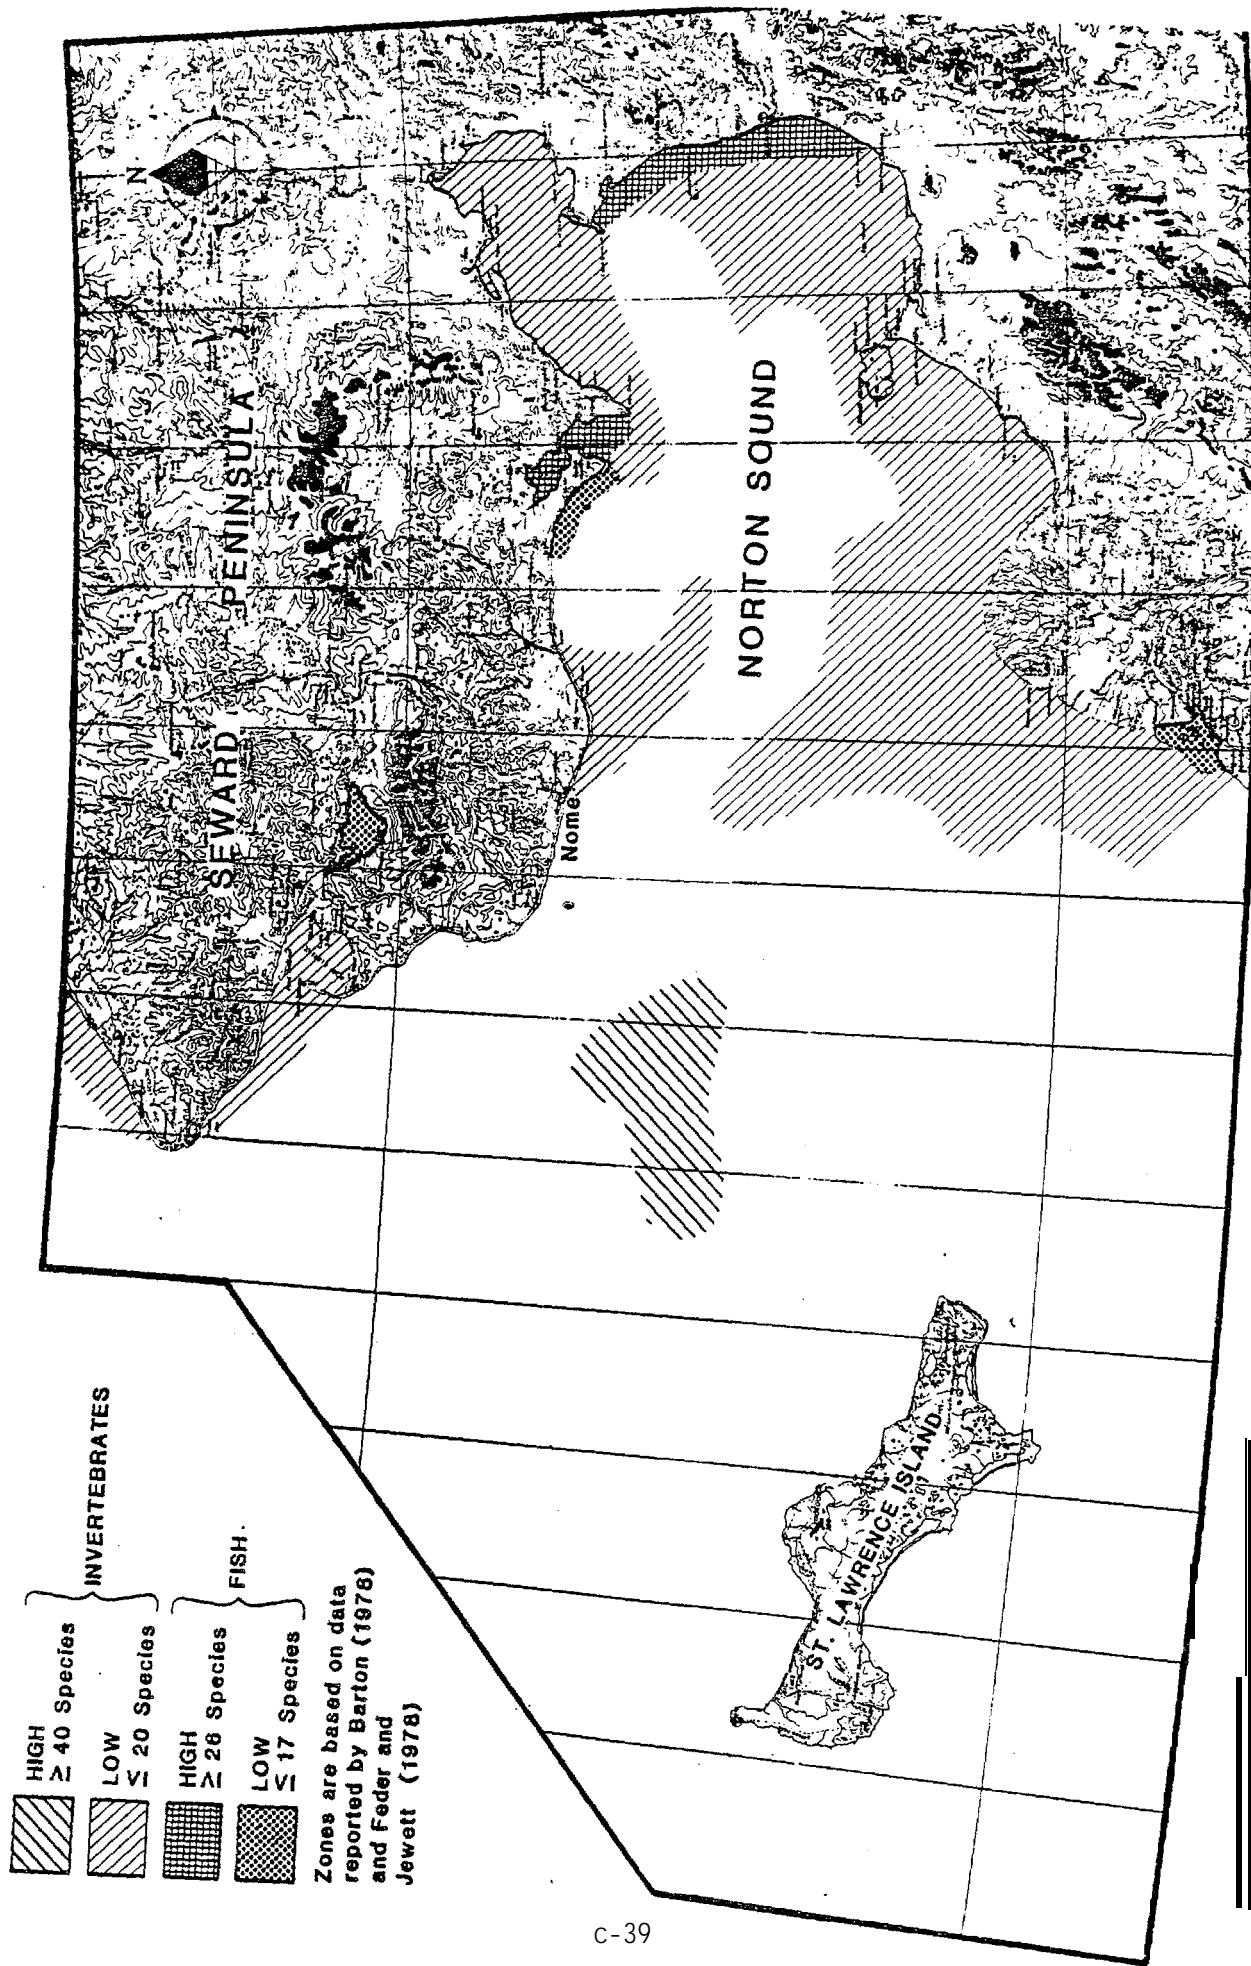 HIGH
≥ 40 Species
LOW
≤ 20 Species
INVERTEBRATES
HIGH
≥ 28 Species
LOW
≤ 17 Species
FISH.
Zones are based on data
reported by Barton (1978)
and Feder and
Jewett (1978)
N
SEWARD PENINSULA
Nome
NORTON SOUND
ST. LAWRENCE ISLAND
C-39